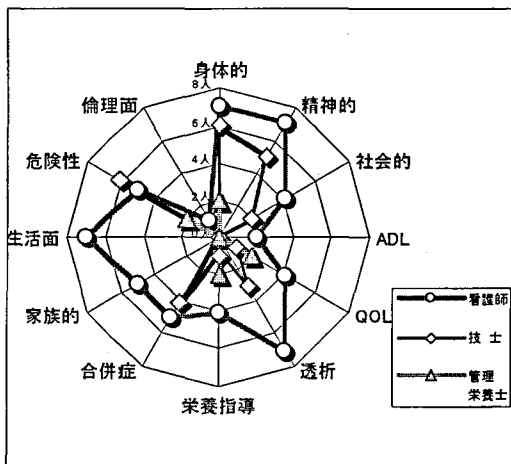 身体的
8人
精神的
倫理面
6人
危険性
4人
社会的
2人
生活面
ADL
家族的
QOL
合併症
透析
栄養指導
看護師
技 士
管理
栄養士